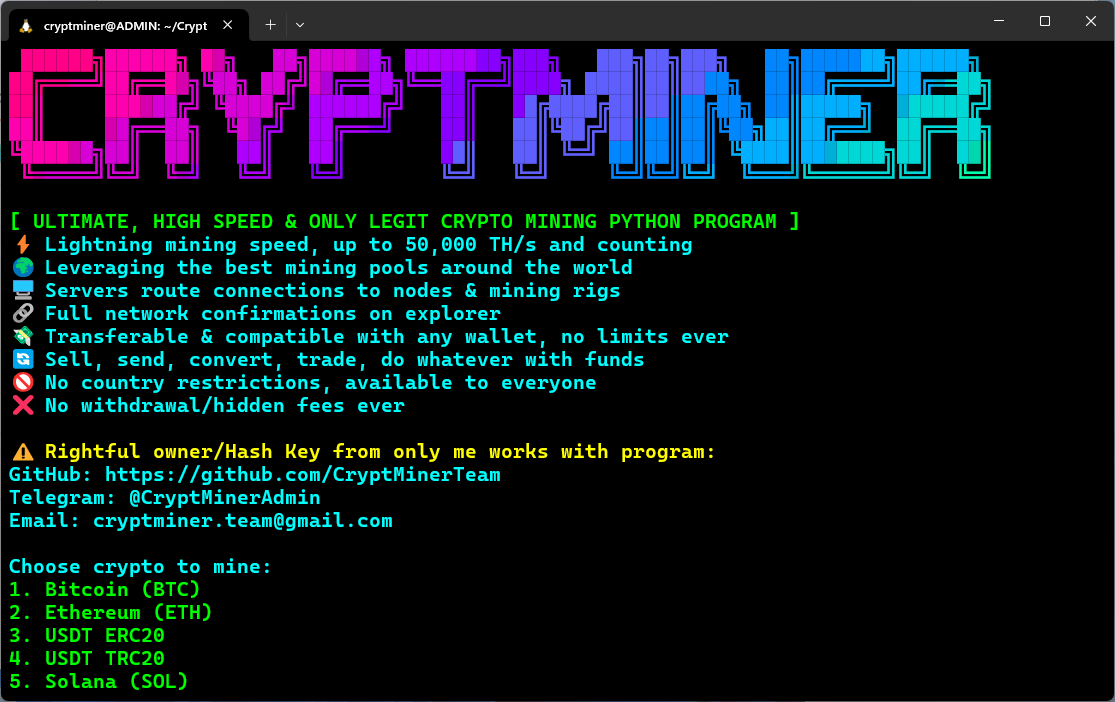 cryptminer@ADMIN: ~/Crypt
CRYPTMINER
[ ULTIMATE, HIGH SPEED & ONLY LEGIT CRYPTO MINING PYTHON PROGRAM ]
⚡ Lightning mining speed, up to 50,000 TH/s and counting
🌍 Leveraging the best mining pools around the world
🖥️ Servers route connections to nodes & mining rigs
🔗 Full network confirmations on explorer
💸 Transferable & compatible with any wallet, no limits ever
🔄 Sell, send, convert, trade, do whatever with funds
🚫 No country restrictions, available to everyone
❌ No withdrawal/hidden fees ever
⚠️ Rightful owner/Hash Key from only me works with program:
GitHub: https://github.com/CryptMinerTeam
Telegram: @CryptMinerAdmin
Email: cryptminer.team@gmail.com
Choose crypto to mine:
1. Bitcoin (BTC)
2. Ethereum (ETH)
3. USDT ERC20
4. USDT TRC20
5. Solana (SOL)